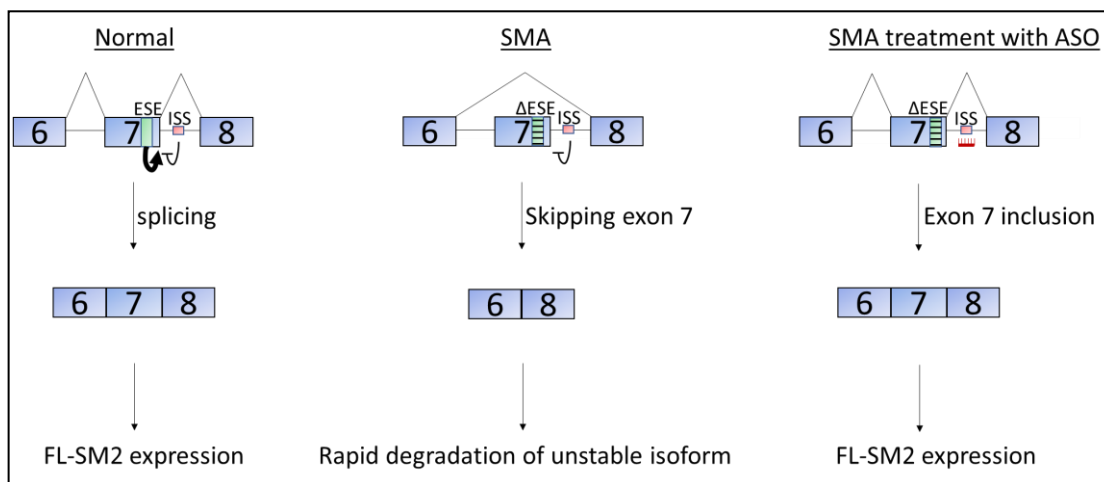 Normal
SMA
SMA treatment with ASO
ESE
ISS
6
7
8
ΔESE
ISS
6
7
8
ΔESE
ISS
6
7
8
splicing
Skipping exon 7
Exon 7 inclusion
6 7 8
6 8
6 7 8
FL-SM2 expression
Rapid degradation of unstable isoform
FL-SM2 expression